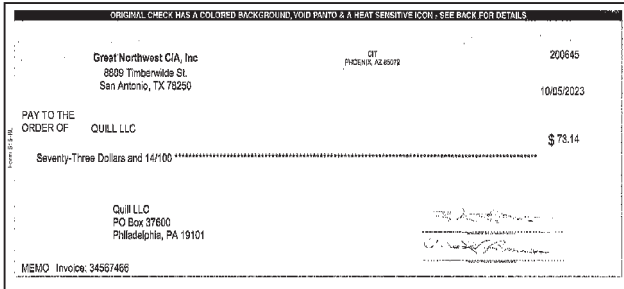 ORIGINAL CHECK HAS A COLORED BACKGROUND, VOID PANTO & A HEAT SENSITIVE ICON - SEE BACK FOR DETAILS
Great Northwest CIA, Inc
8809 Timberwilde St.
San Antonio, TX 78250
CIT
PHOENIX, AZ 85072
200645
10/05/2023
PAY TO THE
ORDER OF QUILL LLC
$ 73.14
Seventy-Three Dollars and 14/100 ********************************************************************************
Quill LLC
PO Box 37600
Philadelphia, PA 19101
MEMO Invoice: 34567466